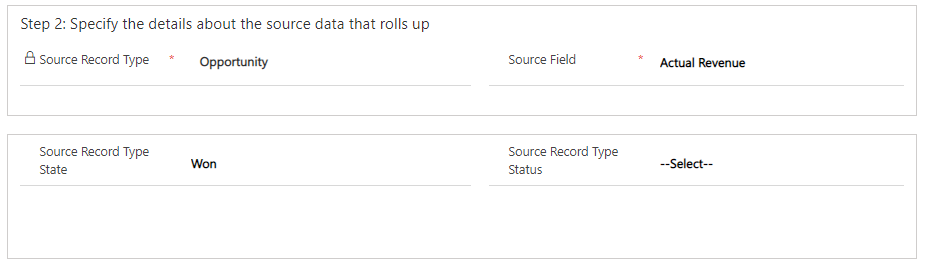 Step 2: Specify the details about the source data that rolls up
Source Record Type * Opportunity Source Field * Actual Revenue
Source Record Type State Won Source Record Type Status --Select--